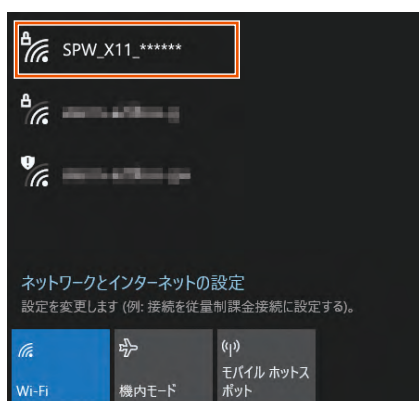 SPW_X11_******
ネットワークとインターネットの設定
設定を変更します (例: 接続を従量制課金接続に設定する)。
Wi-Fi
機内モード
モバイル ホットス
ポット